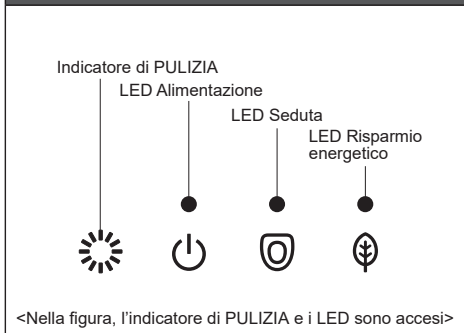 Indicatore di PULIZIA
LED Alimentazione
LED Seduta
LED Risparmio
energetico
<Nella figura, l’indicatore di PULIZIA e i LED sono accesi>